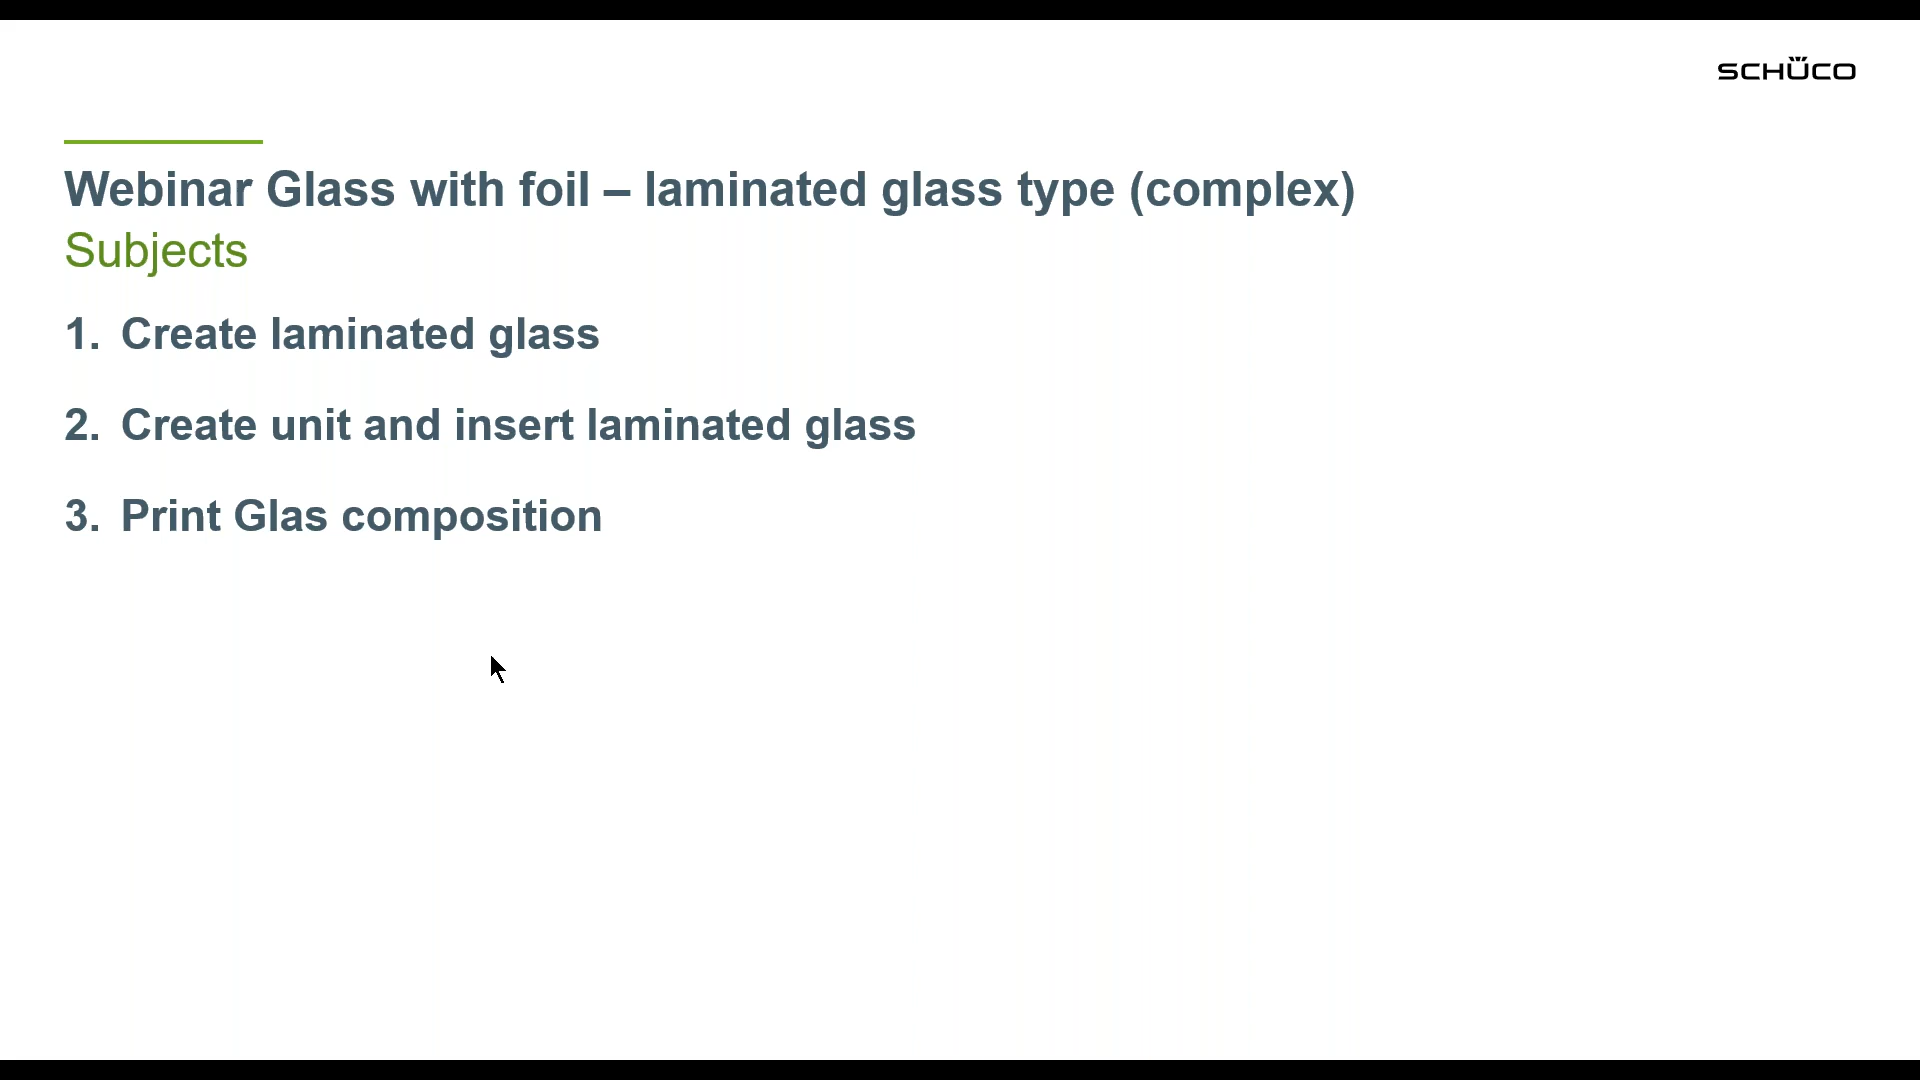 SCHÜCO
Webinar Glass with foil – laminated glass type (complex)
Subjects
1. Create laminated glass
2. Create unit and insert laminated glass
3. Print Glas composition